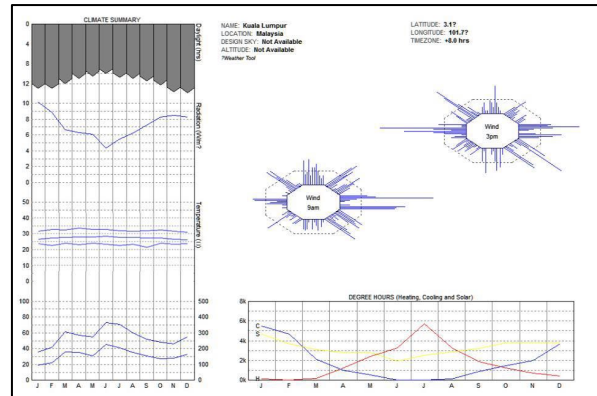 CLIMATE SUMMARY
NAME: Kuala Lumpur
LOCATION: Malaysia
DESIGN SKY: Not Available
ALTITUDE: Not Available
?Weather Tool
LATITUDE: 3.1?
LONGITUDE: 101.7?
TIMEZONE: +8.0 hrs
0
2
4
6
8
10
12
Daylight (hrs)
10
8
6
4
2
0
Radiation (W/m?
50
40
30
20
10
0
Temperature
100
80
60
40
20
0
500
400
300
200
100
0
J F M A M J J A S O N D
Wind
3pm
Wind
9am
DEGREE HOURS (Heating, Cooling and Solar)
8k
6k
4k
2k
0k
C
S
H
J F M A M J J A S O N D